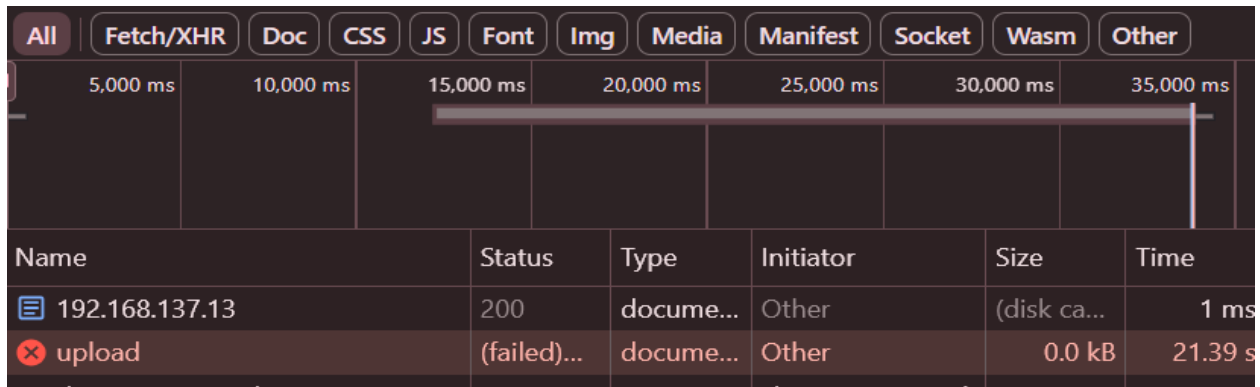 All Fetch/XHR Doc CSS JS Font Img Media Manifest Socket Wasm Other
5,000 ms 10,000 ms 15,000 ms 20,000 ms 25,000 ms 30,000 ms 35,000 ms
Name Status Type Initiator Size Time
192.168.137.13 200 docume... Other (disk ca... 1 ms
upload (failed)... docume... Other 0.0 kB 21.39 s